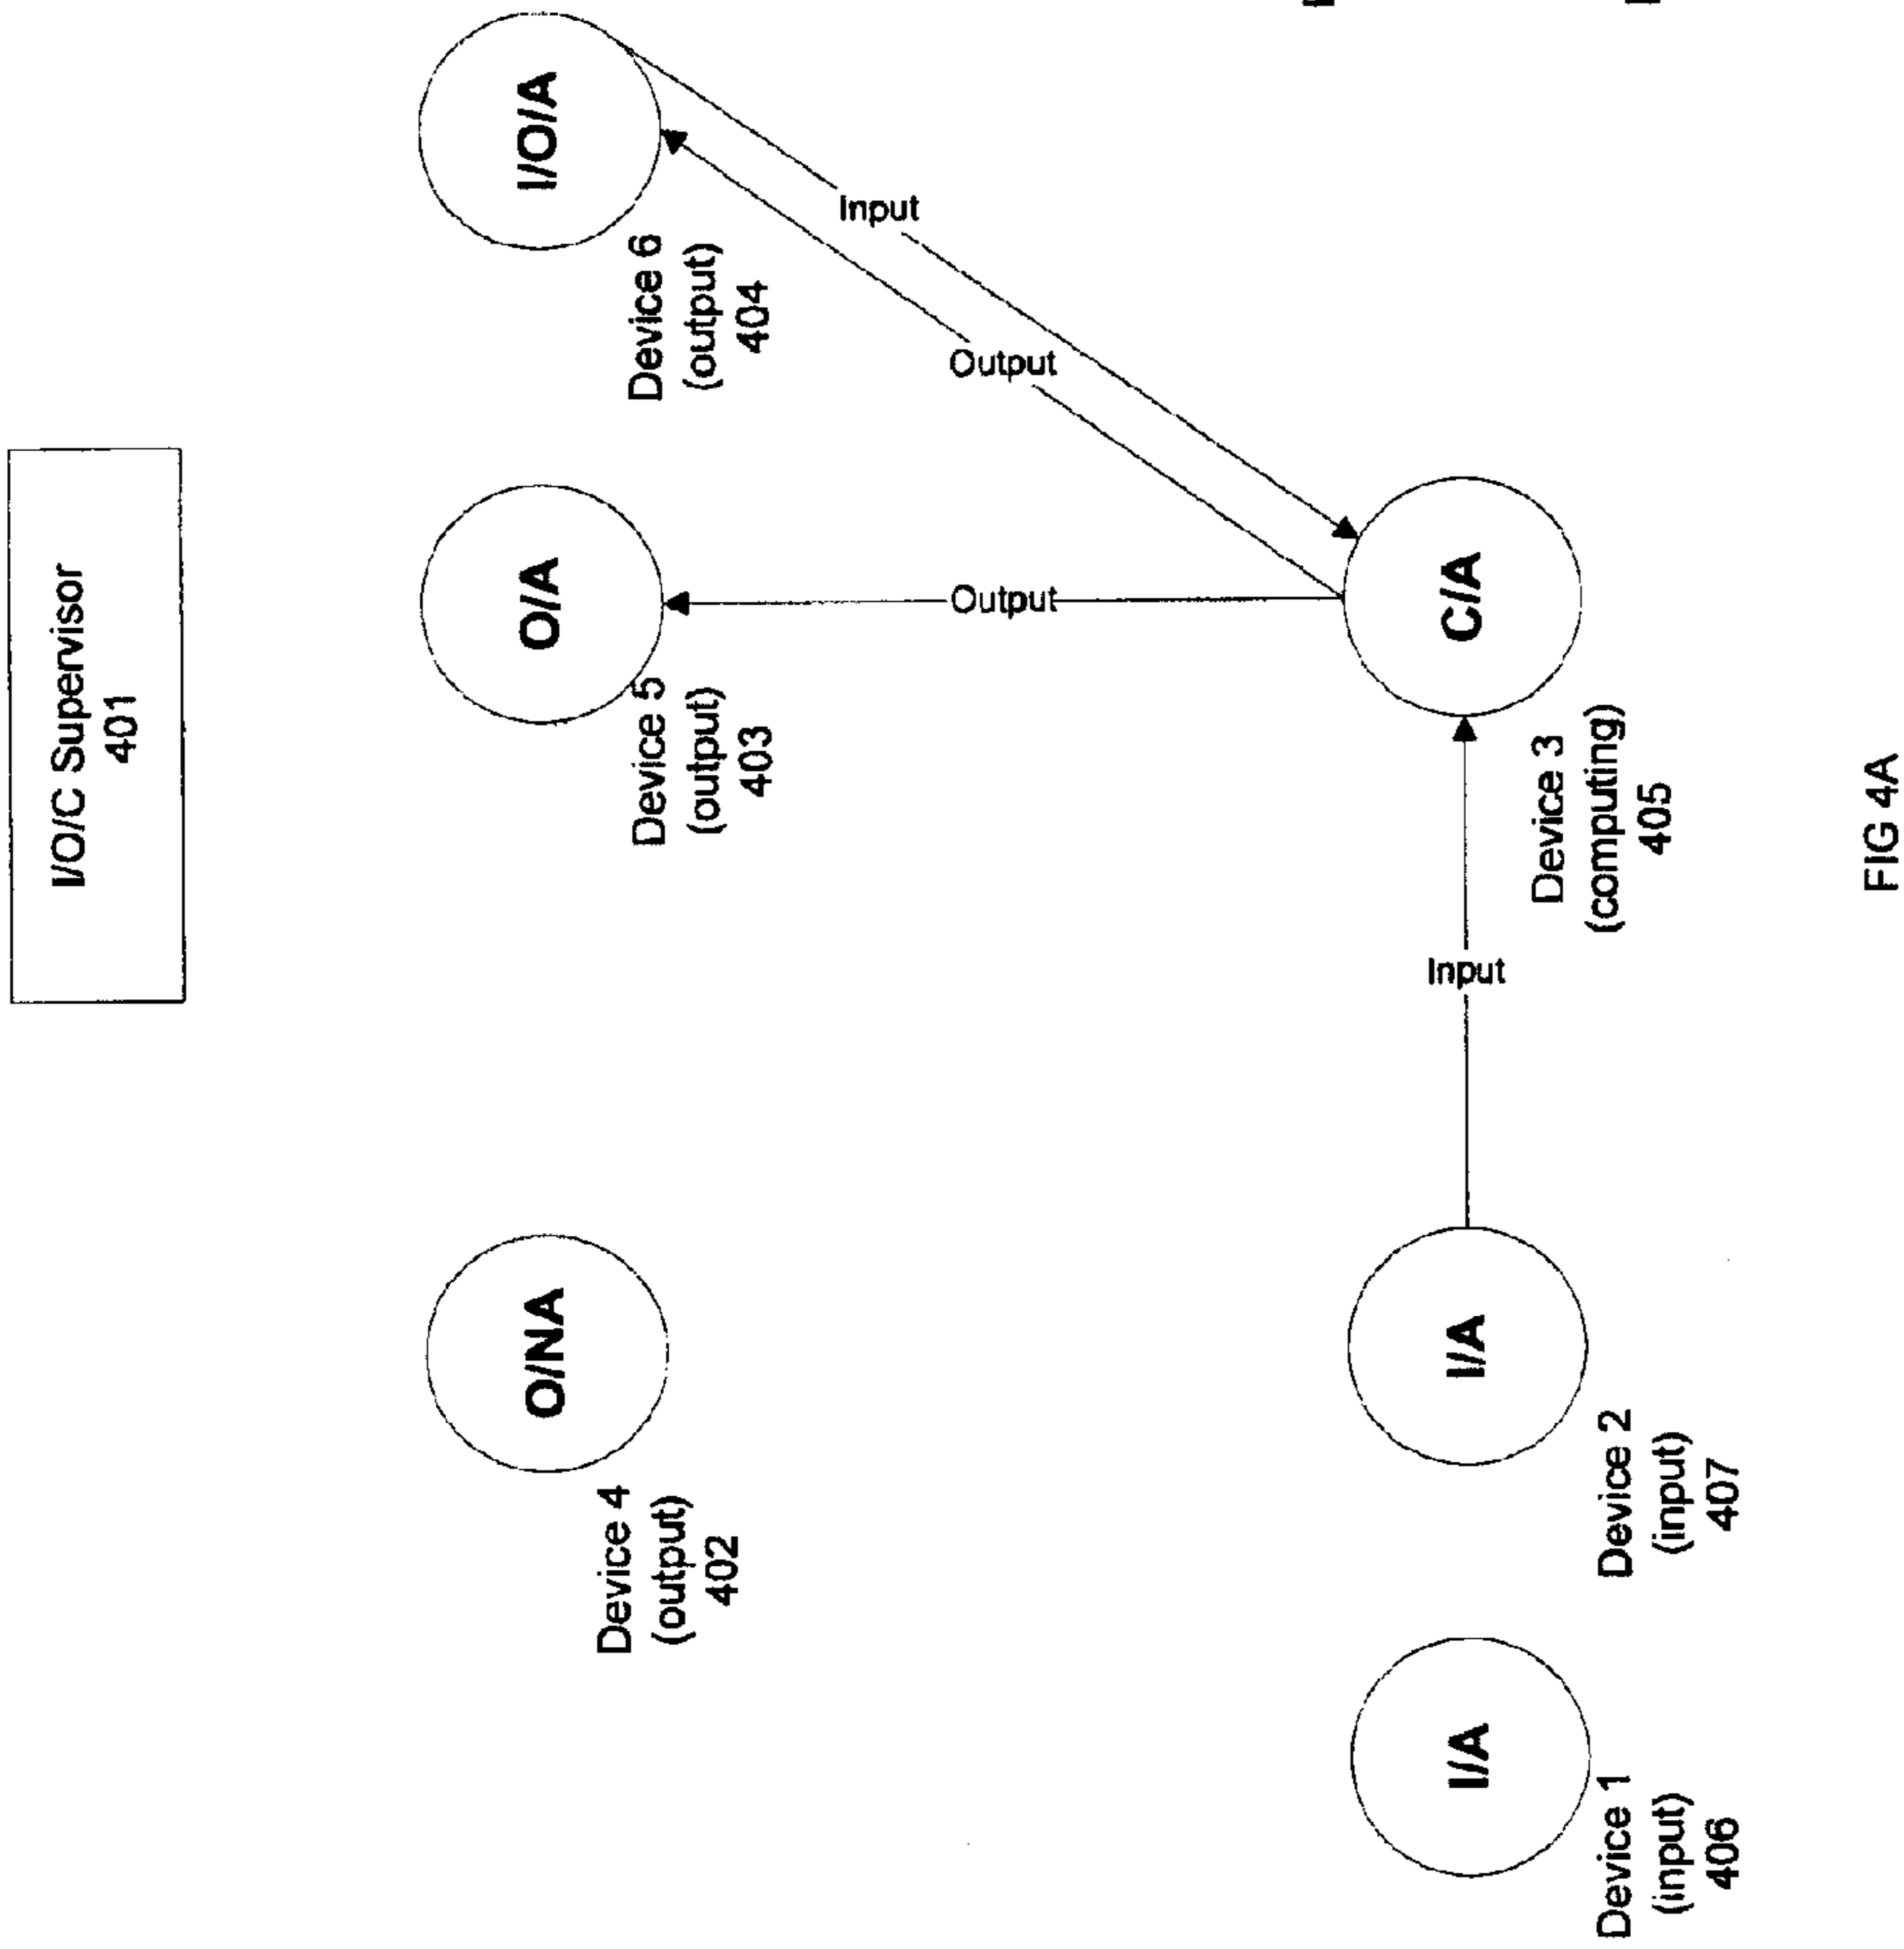 I/O/C Supervisor
401
O/NA
Device 4
(output)
402
O/A
Device 5
(output)
403
I/O/A
Device 6
(output)
404
Input
Output
Output
I/A
Device 1
(input)
406
I/A
Device 2
(input)
407
Input
C/A
Device 3
(computing)
405
FIG 4A